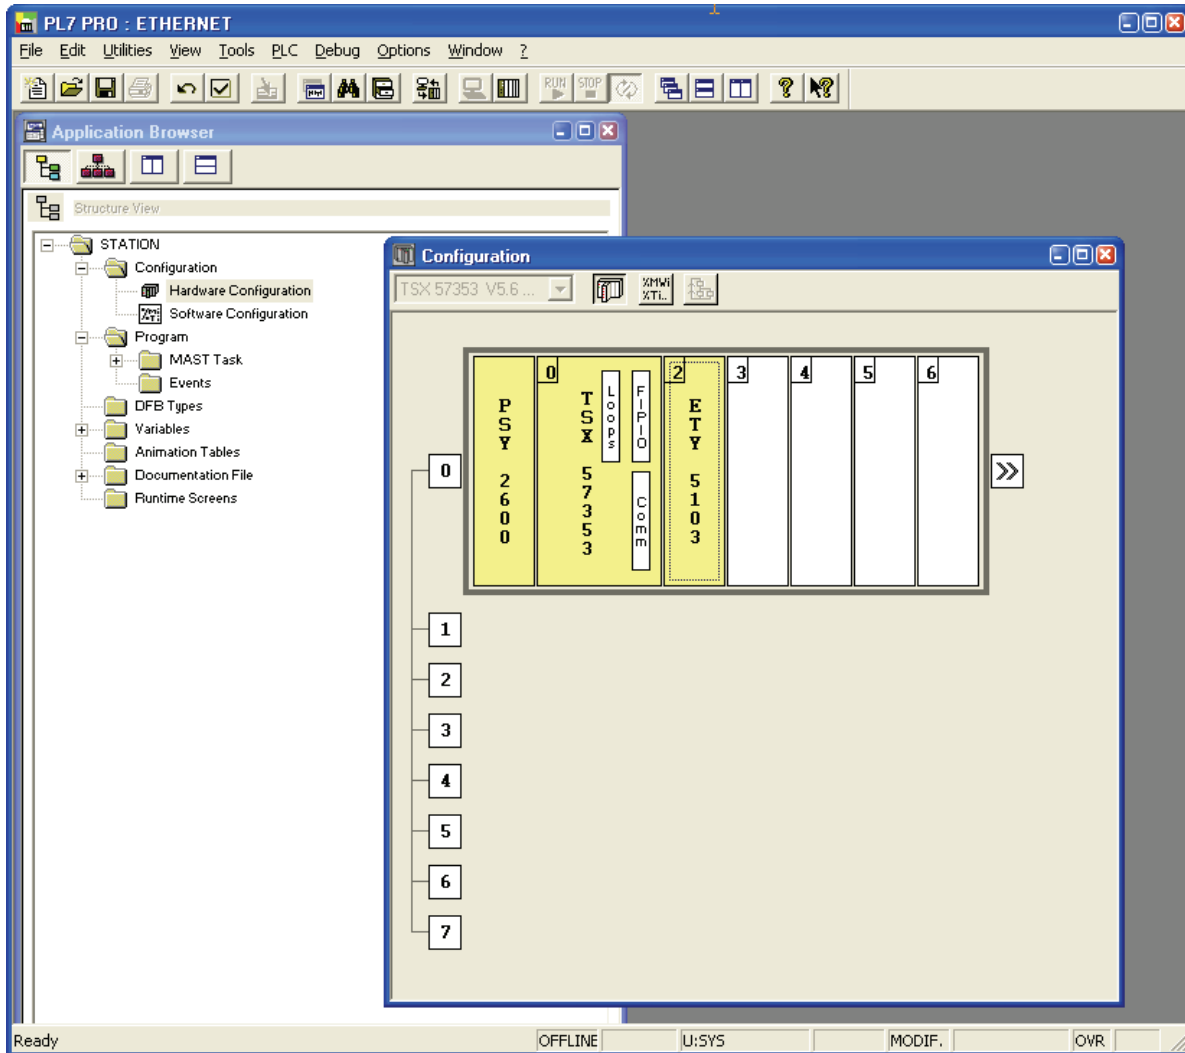 PL7 PRO : ETHERNET
File Edit Utilities View Tools PLC Debug Options Window ?
RUN STOP
Application Browser
Structure View
STATION
Configuration
Hardware Configuration
Software Configuration
Program
MAST Task
Events
DFB Types
Variables
Animation Tables
Documentation File
Runtime Screens
Configuration
TSX 57353 V5.6 ...
%MWi
%Ti..
0
PSY 2600
0
TSX 57353
Loops
FIPIO
Comm
2
ETY 5103
3
4
5
6
1
2
3
4
5
6
7
Ready OFFLINE U:SYS MODIF. OVR